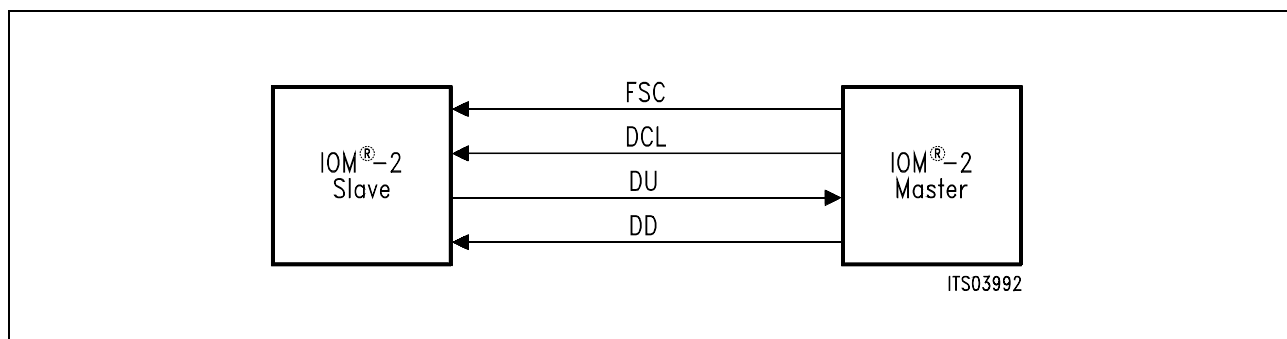 FSC
DCL
DU
DD
IOM®-2
Slave
IOM®-2
Master
ITS03992